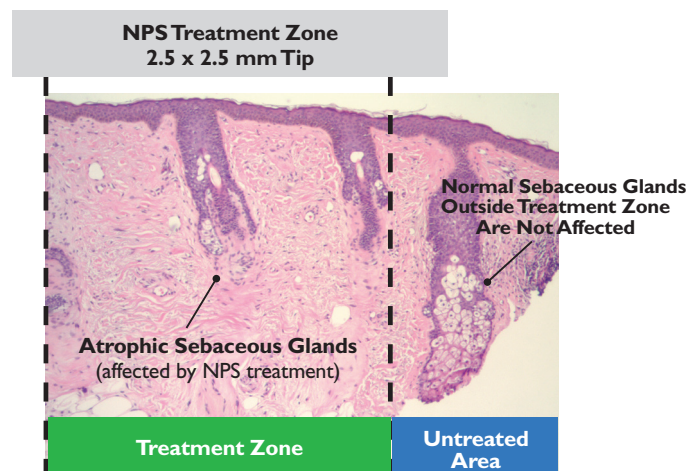 NPS Treatment Zone
2.5 x 2.5 mm Tip
Normal Sebaceous Glands
Outside Treatment Zone
Are Not Affected
Atrophic Sebaceous Glands
(affected by NPS treatment)
Treatment Zone
Untreated
Area